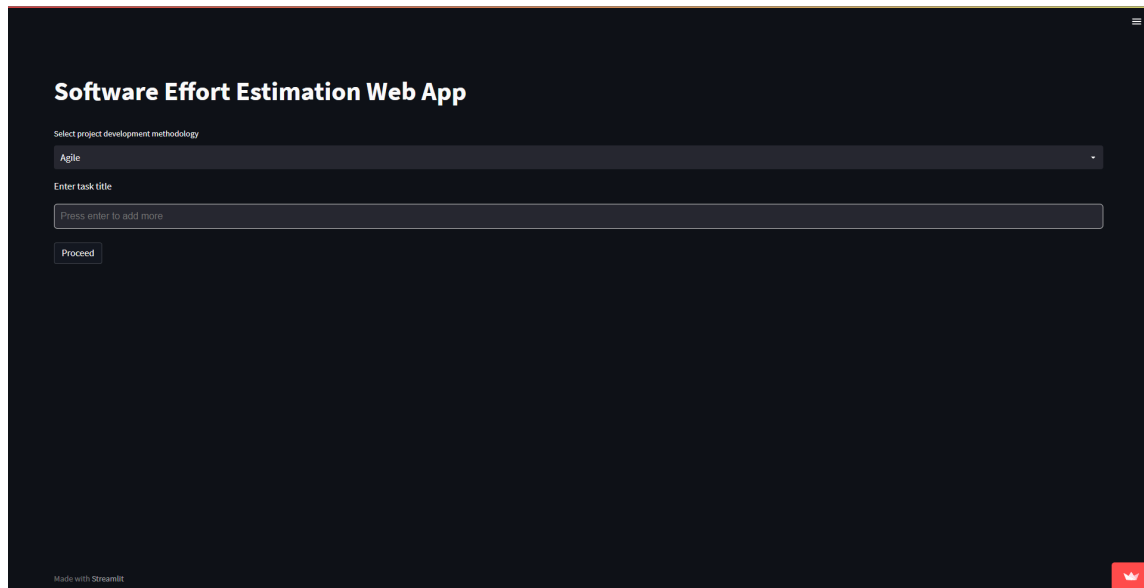 Software Effort Estimation Web App
Select project development methodology
Agile
Enter task title
Press enter to add more
Proceed
Made with Streamlit